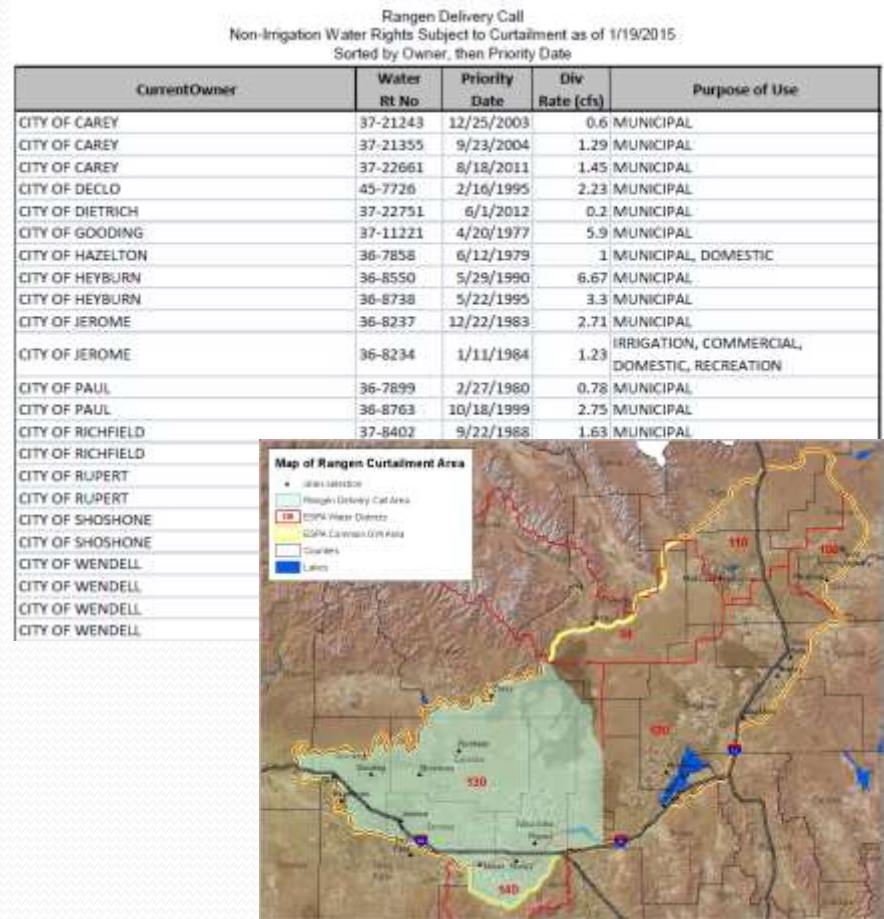 Rangen Delivery Call
Non-Irrigation Water Rights Subject to Curtailment as of 1/19/2015
Sorted by Owner, then Priority Date
CurrentOwner Water Rt No Priority Date Div Rate (cfs) Purpose of Use
CITY OF CAREY 37-21243 12/25/2003 0.6 MUNICIPAL
CITY OF CAREY 37-21355 9/23/2004 1.29 MUNICIPAL
CITY OF CAREY 37-22661 8/18/2011 1.45 MUNICIPAL
CITY OF DECLO 45-7726 2/16/1995 2.23 MUNICIPAL
CITY OF DIETRICH 37-22751 6/1/2012 0.2 MUNICIPAL
CITY OF GOODING 37-11221 4/20/1977 5.9 MUNICIPAL
CITY OF HAZELTON 36-7858 6/12/1979 1 MUNICIPAL, DOMESTIC
CITY OF HEYBURN 36-8550 5/29/1990 6.67 MUNICIPAL
CITY OF HEYBURN 36-8738 5/22/1995 3.3 MUNICIPAL
CITY OF JEROME 36-8237 12/22/1983 2.71 MUNICIPAL
CITY OF JEROME 36-8234 1/11/1984 1.23 IRRIGATION, COMMERCIAL,
DOMESTIC, RECREATION
CITY OF PAUL 36-7899 2/27/1980 0.78 MUNICIPAL
CITY OF PAUL 36-8763 10/18/1999 2.75 MUNICIPAL
CITY OF RICHFIELD 37-8402 9/22/1988 1.63 MUNICIPAL
CITY OF RICHFIELD
CITY OF RUPERT
CITY OF RUPERT
CITY OF SHOSHONE
CITY OF SHOSHONE
CITY OF WENDELL
CITY OF WENDELL
CITY OF WENDELL
CITY OF WENDELL
Map of Rangen Curtailment Area
Rangen Delivery Call Area
ESPA Water Districts
ESPA Common GW Area
Counties
Lakes
110
100
120
130
140